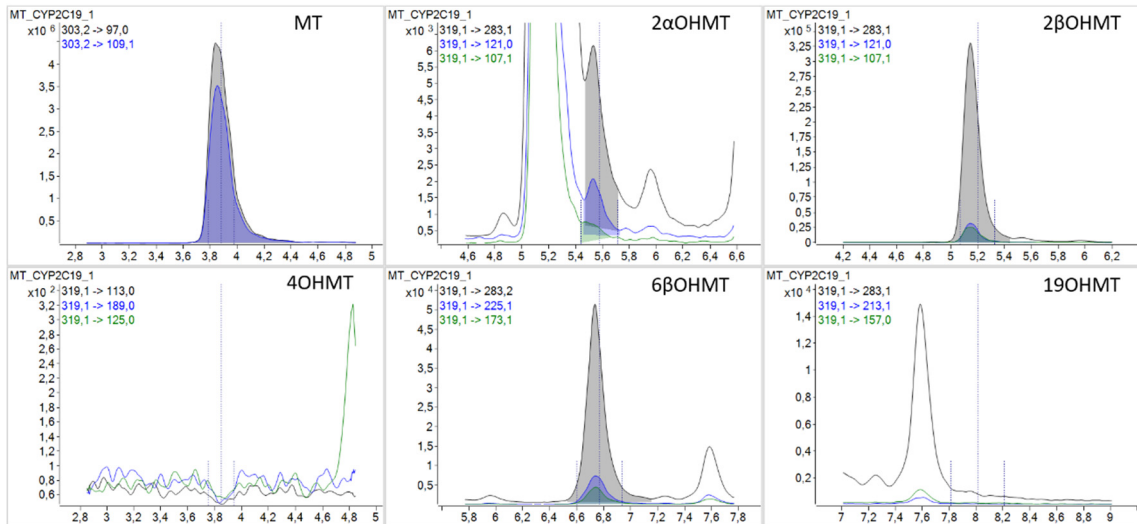 MT_CYP2C19_1
MT
x10 6
303,2 -> 97,0
303,2 -> 109,1
4
3,5
3
2,5
2
1,5
1
0,5
2,8 3 3,2 3,4 3,6 3,8 4 4,2 4,4 4,6 4,8 5
MT_CYP2C19_1
2αOHMT
x10 3
319,1 -> 283,1
319,1 -> 121,0
319,1 -> 107,1
6
5,5
5
4,5
4
3,5
3
2,5
2
1,5
1
0,5
4,6 4,8 5 5,2 5,4 5,6 5,8 6 6,2 6,4 6,6
MT_CYP2C19_1
2βOHMT
x10 5
319,1 -> 283,1
319,1 -> 121,0
319,1 -> 107,1
3,25
3
2,75
2,5
2,25
2
1,75
1,5
1,25
1
0,75
0,5
0,25
0
4,2 4,4 4,6 4,8 5 5,2 5,4 5,6 5,8 6 6,2
MT_CYP2C19_1
4OHMT
x10 2
319,1 -> 113,0
319,1 -> 189,0
319,1 -> 125,0
3,2
3
2,8
2,6
2,4
2,2
2
1,8
1,6
1,4
1,2
1
0,8
0,6
2,8 3 3,2 3,4 3,6 3,8 4 4,2 4,4 4,6 4,8 5
MT_CYP2C19_1
6βOHMT
x10 4
319,1 -> 283,2
319,1 -> 225,1
319,1 -> 173,1
5
4,5
4
3,5
3
2,5
2
1,5
1
0,5
5,8 6 6,2 6,4 6,6 6,8 7 7,2 7,4 7,6 7,8
MT_CYP2C19_1
19OHMT
x10 4
319,1 -> 283,1
319,1 -> 213,1
319,1 -> 157,0
1,4
1,2
1
0,8
0,6
0,4
0,2
0
7 7,2 7,4 7,6 7,8 8 8,2 8,4 8,6 8,8 9